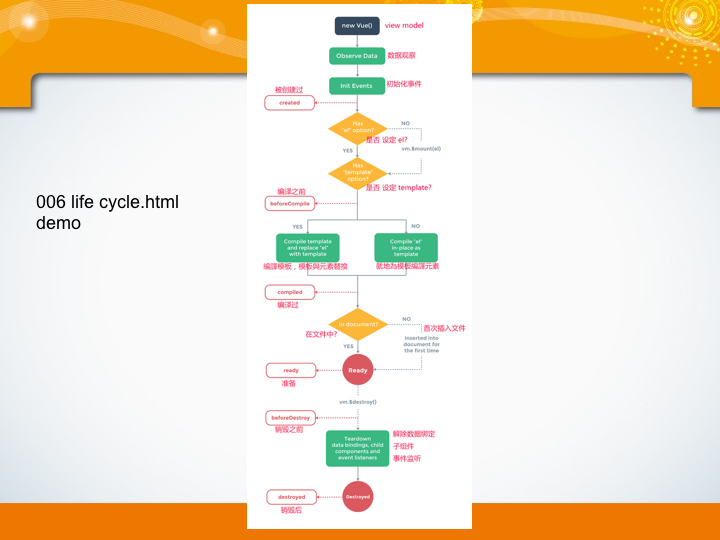 006 life cycle.html
demo
new Vue()
view model
Observe Data
数据观察
Init Events
初始化事件
被创建过
created
Has
"el" option?
NO
是否 设定 el?
YES
vm.$mount(el)
Has
"template"
option?
是否 设定 template?
编译之前
beforeCompile
YES
NO
Compile template
and replace "el"
with template
Compile "el"
in-place as
template
编譯模板，模板與元素替換
就地為模板編譯元素
compiled
编译过
In document?
NO
首次插入文件
在文件中?
Inserted into
document for
the first time
YES
ready
Ready
准备
vm.$destroy()
beforeDestroy
销毁之前
Teardown
data bindings, child
components and
event listeners
解除数据绑定
子组件
事件监听
destroyed
Destroyed
销毁后